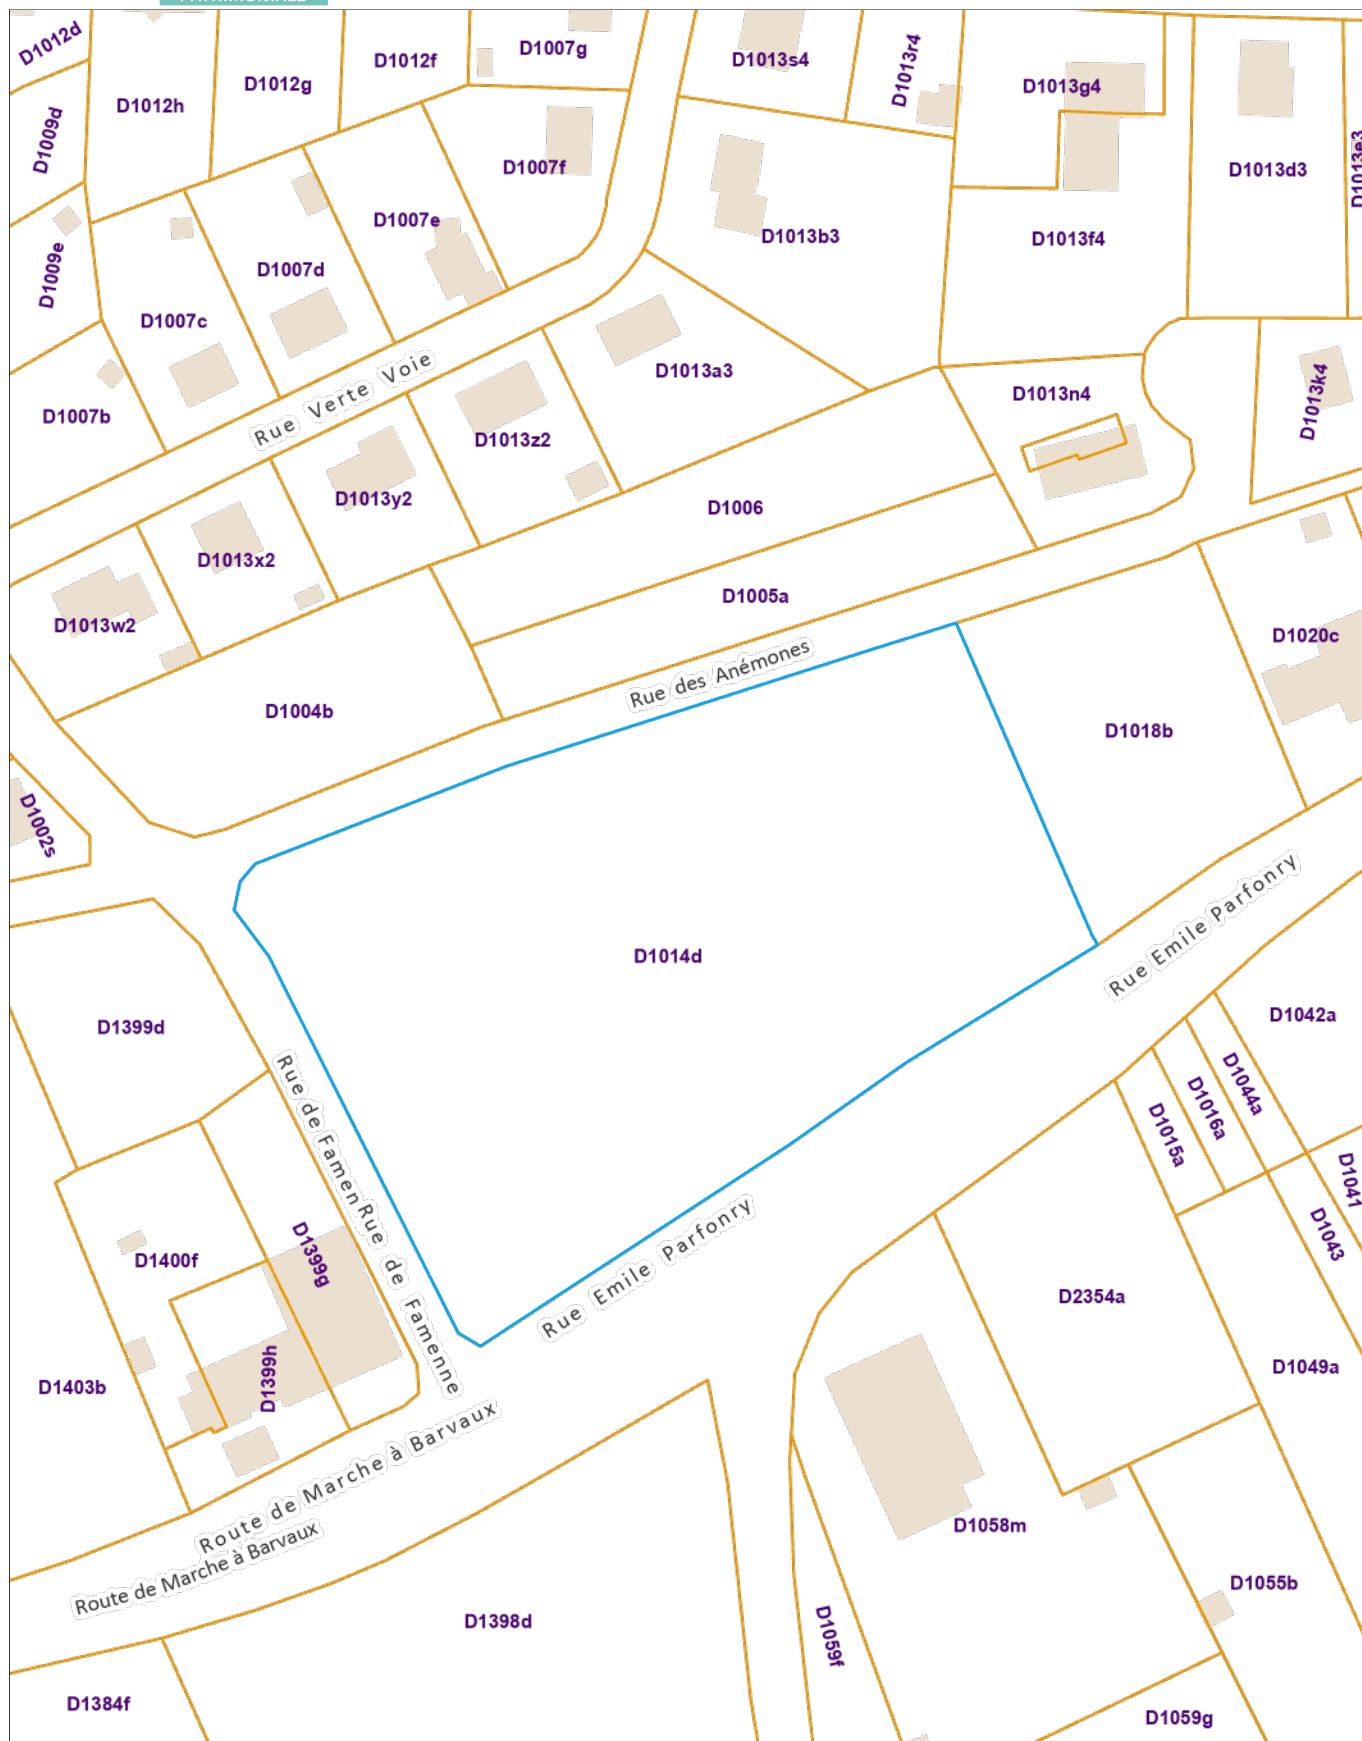 D1012d
D1012h
D1012g
D1012f
D1007g
D1013s4
D1013r4
D1013g4
D1013d3
D1013e3
D1009d
D1007f
D1007e
D1013b3
D1013f4
D1009e
D1007d
D1007c
D1007b
Rue Verte Voie
D1013a3
D1013n4
D1013k4
D1013z2
D1013y2
D1006
D1013x2
D1005a
D1013w2
D1020c
Rue des Anémones
D1004b
D1018b
D1002s
Rue Emile Parfonry
D1014d
D1399d
D1042a
Rue de Famen
D1044a
D1016a
D1015a
D1041
D1043
Rue de Famenne
Rue Emile Parfonry
D1399g
D1400f
D2354a
D1049a
D1403b
D1399h
Route de Marche à Barvaux
Route de Marche à Barvaux
D1058m
D1055b
D1398d
D1059f
D1384f
D1059g